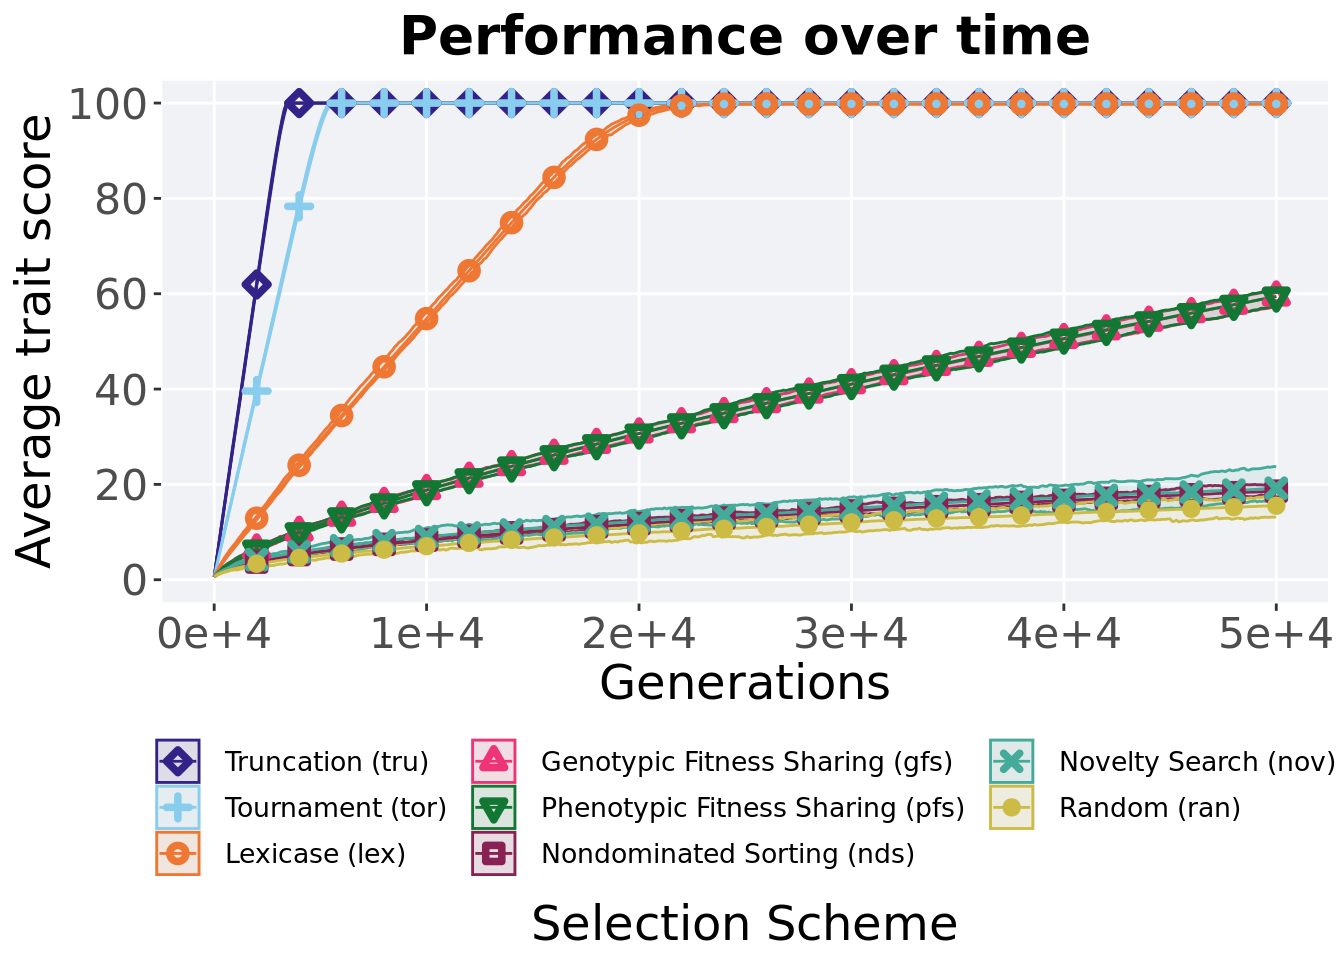 Performance over time
Average trait score
100
80
60
40
20
0
0e+4 1e+4 2e+4 3e+4 4e+4 5e+4
Generations
Truncation (tru) Genotypic Fitness Sharing (gfs) Novelty Search (nov)
Tournament (tor) Phenotypic Fitness Sharing (pfs) Random (ran)
Lexicase (lex) Nondominated Sorting (nds)
Selection Scheme